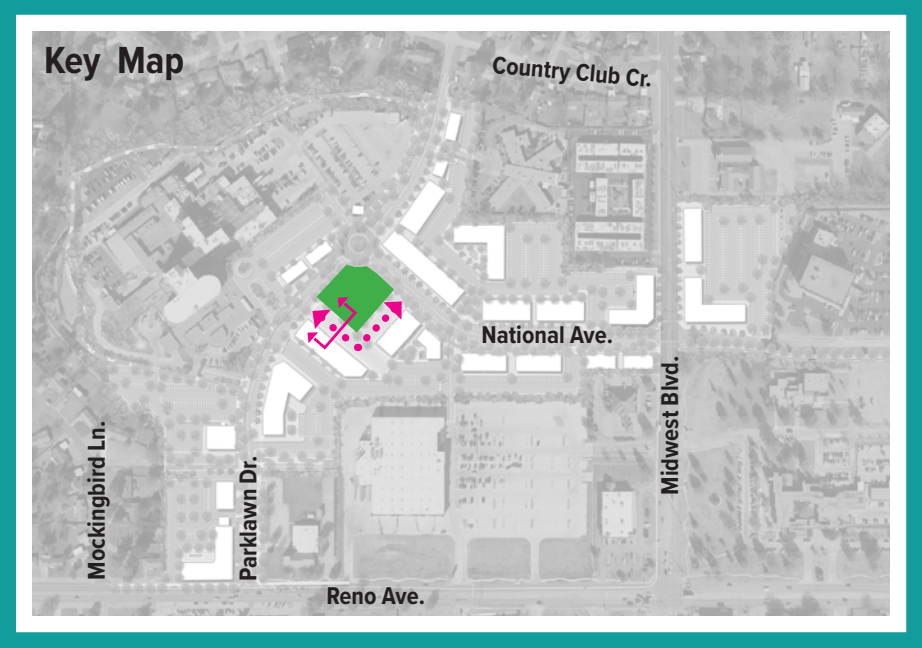 Key Map
Country Club Cr.
National Ave.
Midwest Blvd.
Mockingbird Ln.
Parklawn Dr.
Reno Ave.